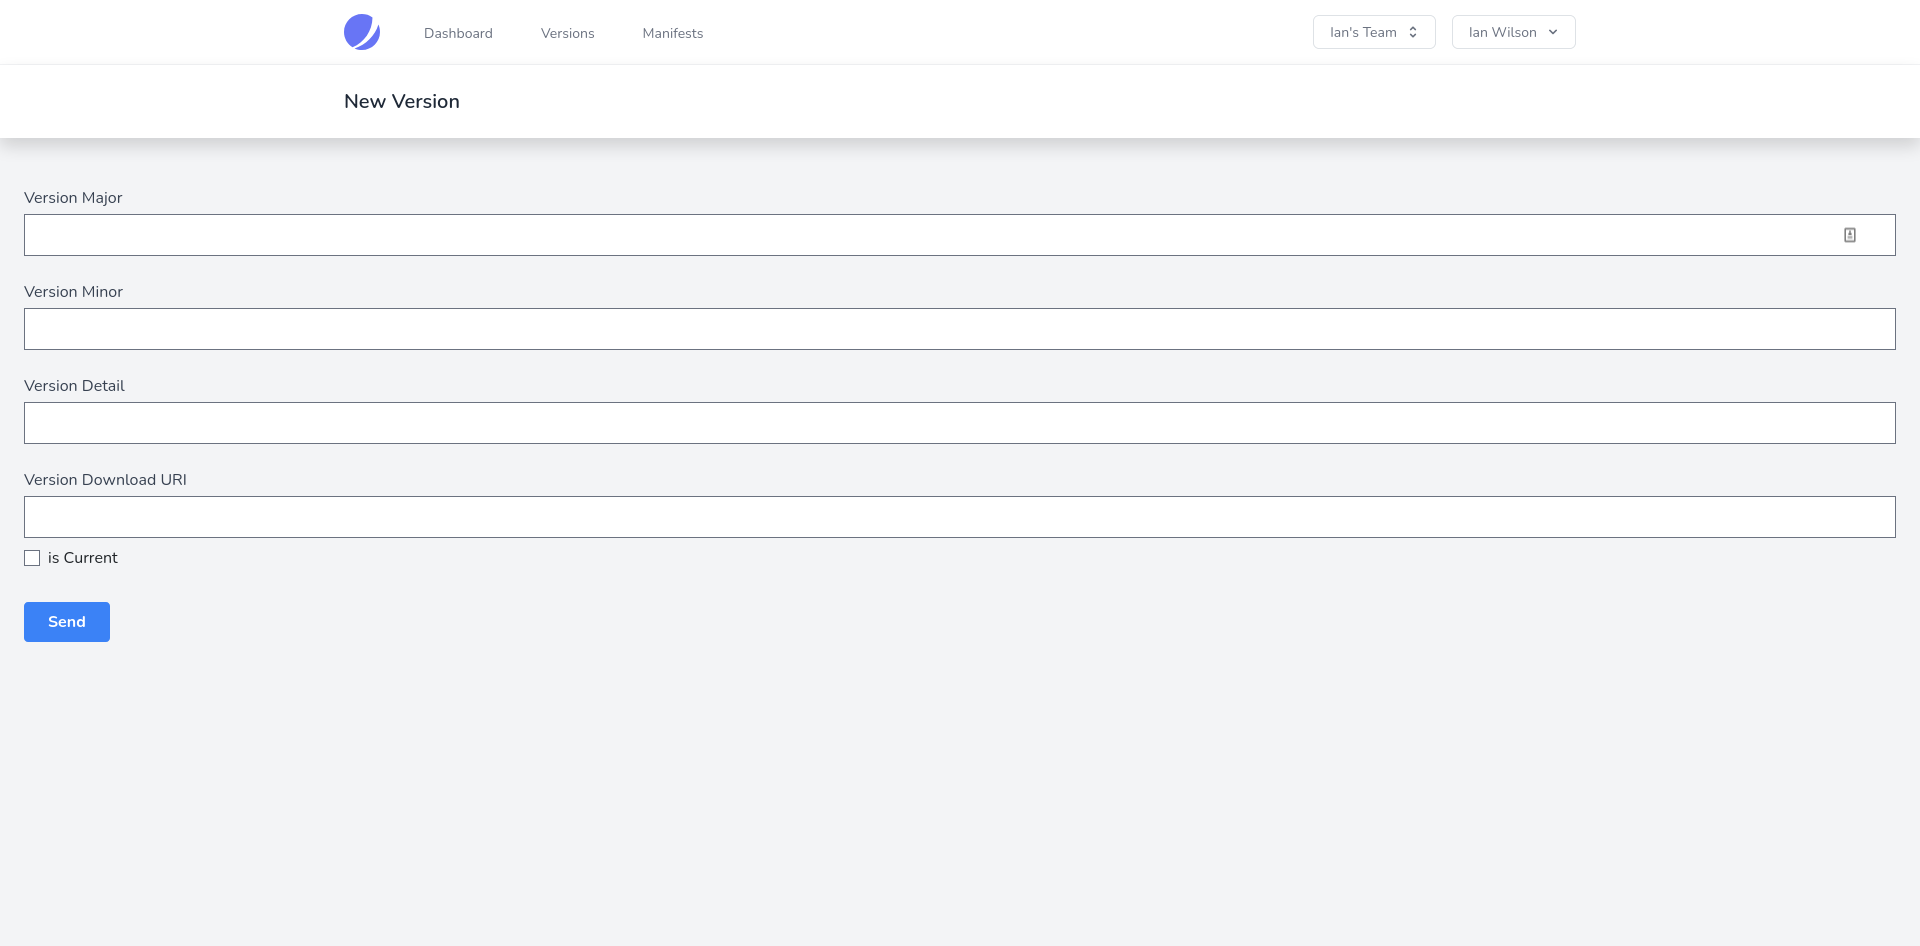 Dashboard Versions Manifests Ian's Team Ian Wilson
New Version
Version Major
Version Minor
Version Detail
Version Download URI
is Current
Send